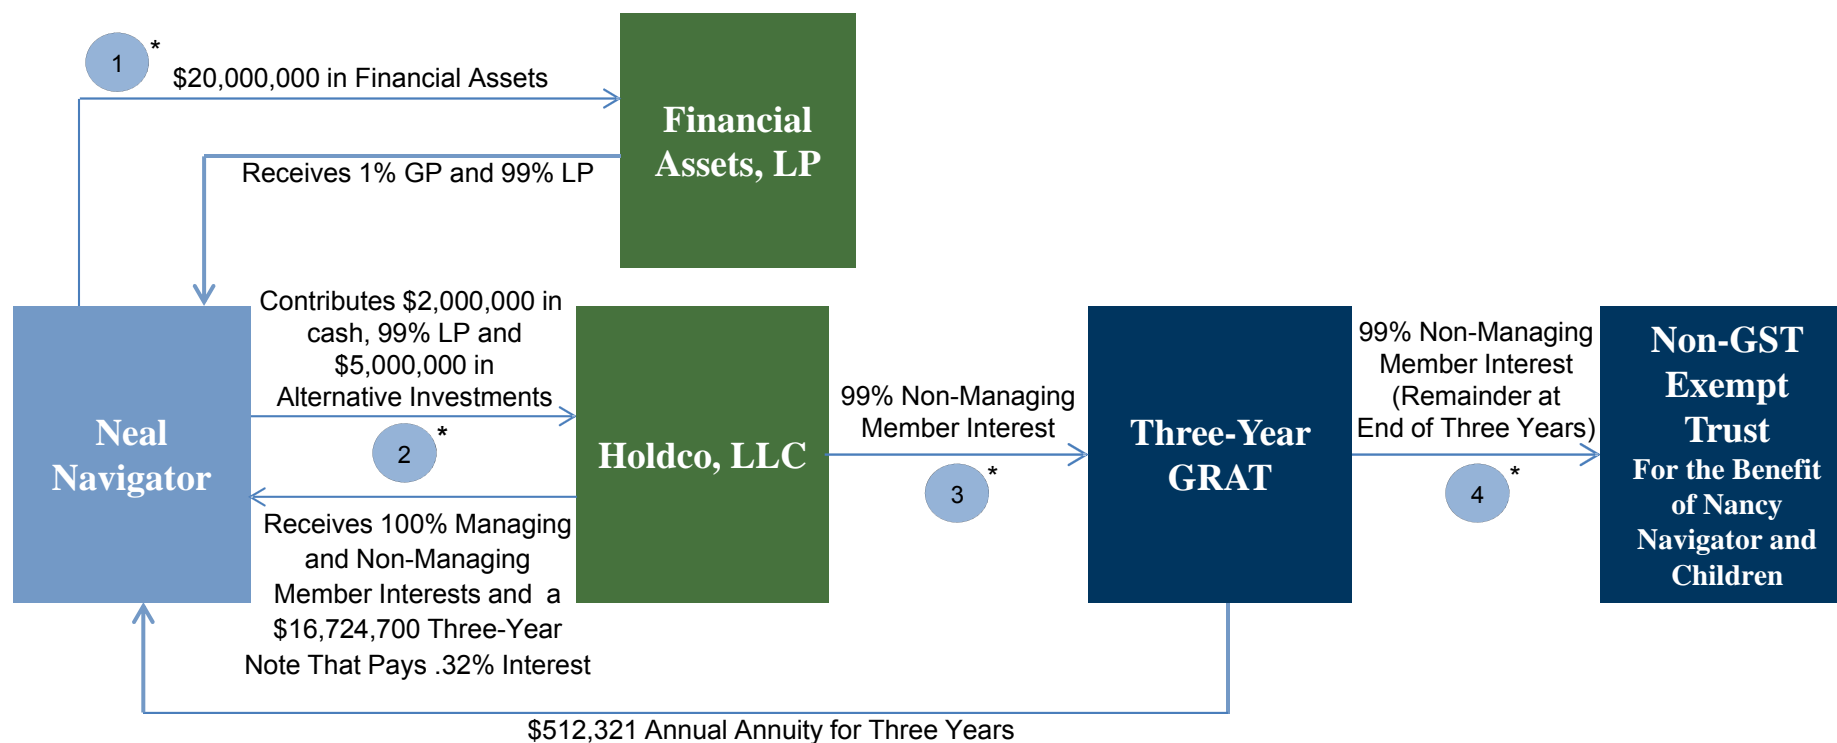 1
*
$20,000,000 in Financial Assets
Financial
Assets, LP
Receives 1% GP and 99% LP
Neal
Navigator
Contributes $2,000,000 in
cash, 99% LP and
$5,000,000 in
Alternative Investments
2
*
Receives 100% Managing
and Non-Managing
Member Interests and a
$16,724,700 Three-Year
Note That Pays .32% Interest
Holdco, LLC
99% Non-Managing
Member Interest
3
*
Three-Year
GRAT
99% Non-Managing
Member Interest
(Remainder at
End of Three Years)
4
*
Non-GST
Exempt
Trust
For the Benefit
of Nancy
Navigator and
Children
$512,321 Annual Annuity for Three Years